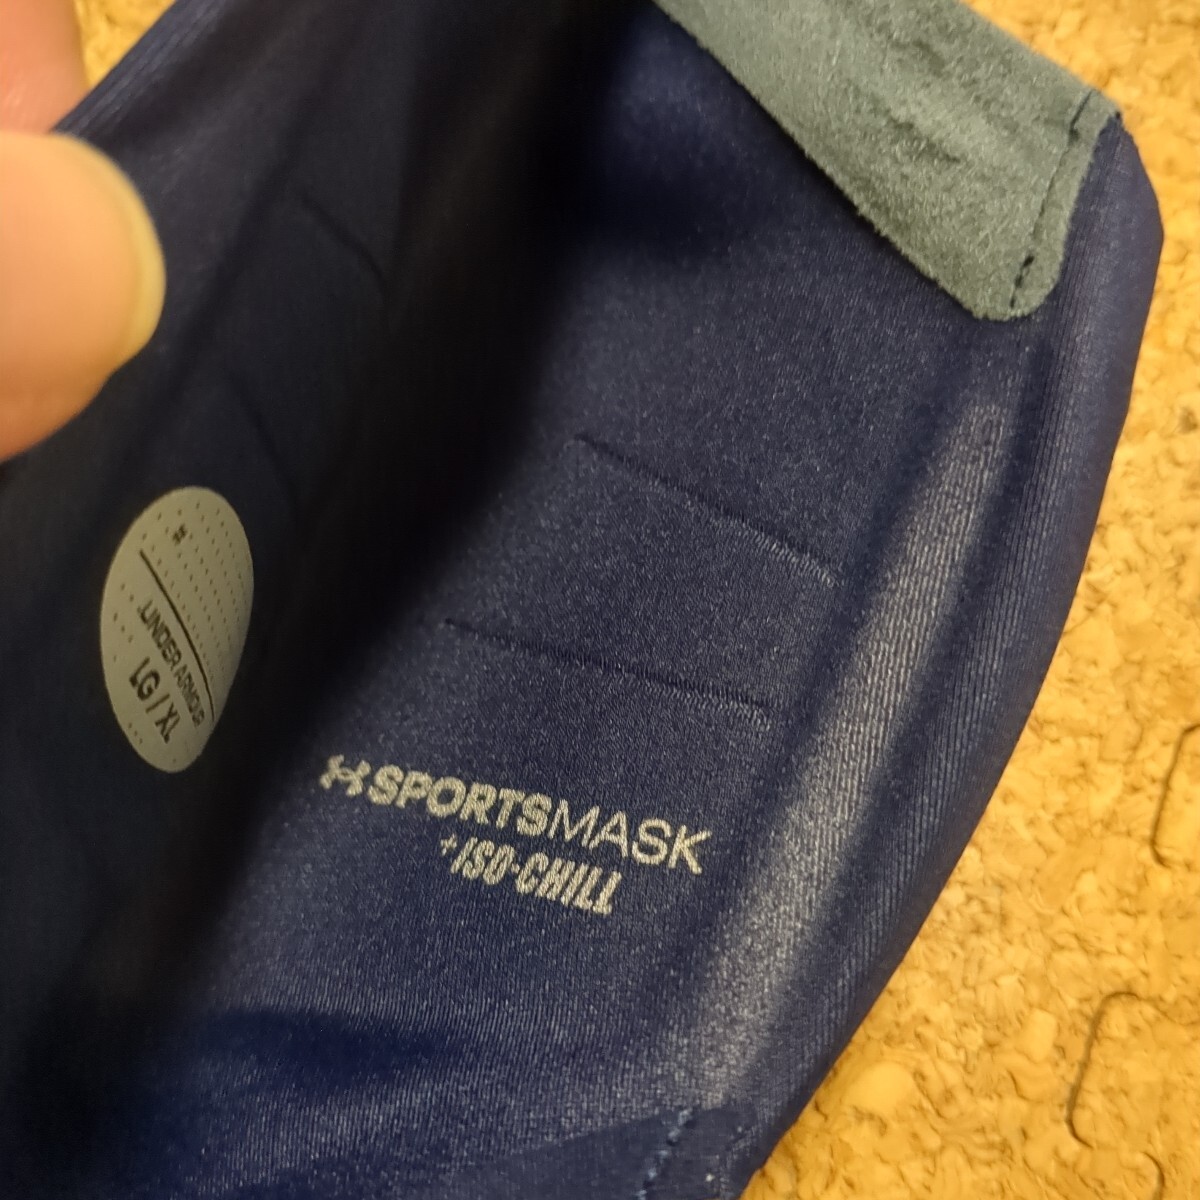 UNDER ARMOUR
LG / XL
SPORTSMASK
+ISO-CHILL